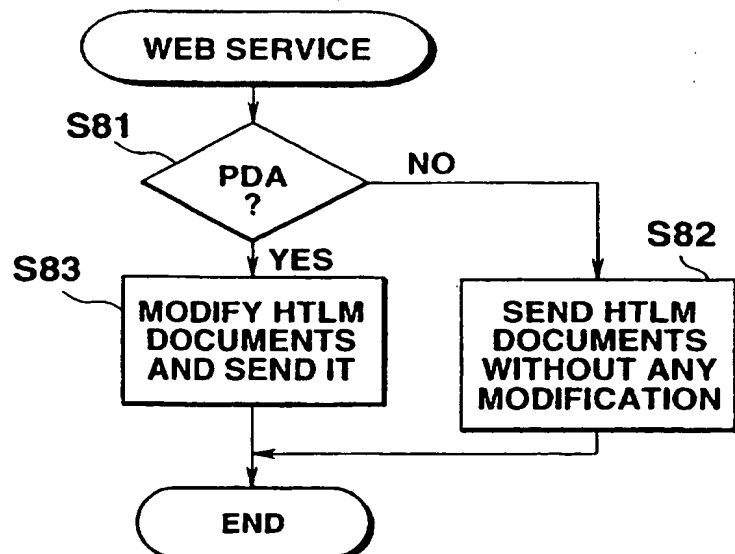 WEB SERVICE
S81
PDA
?
NO
YES
S83
MODIFY HTLM
DOCUMENTS
AND SEND IT
S82
SEND HTLM
DOCUMENTS
WITHOUT ANY
MODIFICATION
END